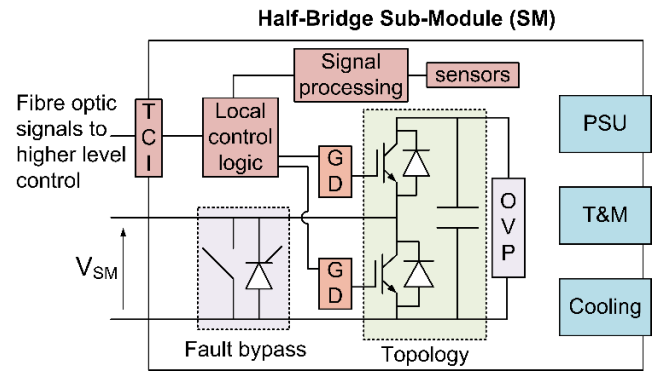 Half-Bridge Sub-Module (SM)
Signal
processing
sensors
Fibre optic
signals to
higher level
control
T
C
I
Local
control
logic
G
D
PSU
O
V
P
T&M
VSM
G
D
Cooling
Fault bypass
Topology